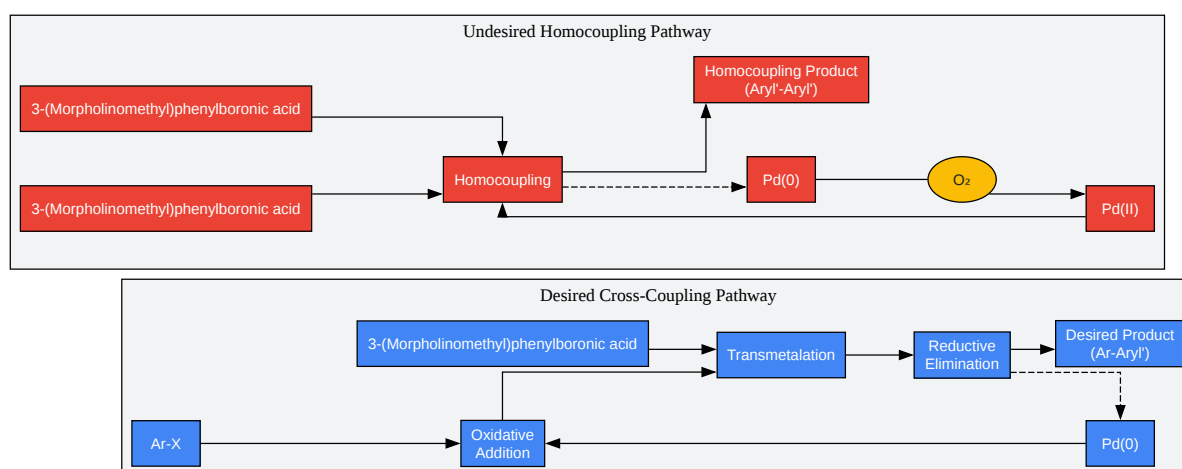 Undesired Homocoupling Pathway
3-(Morpholinomethyl)phenylboronic acid
Homocoupling Product
(Aryl'-Aryl')
3-(Morpholinomethyl)phenylboronic acid
Homocoupling
Pd(0)
O₂
Pd(II)
Desired Cross-Coupling Pathway
3-(Morpholinomethyl)phenylboronic acid
Transmetalation
Reductive
Elimination
Desired Product
(Ar-Aryl')
Ar-X
Oxidative
Addition
Pd(0)